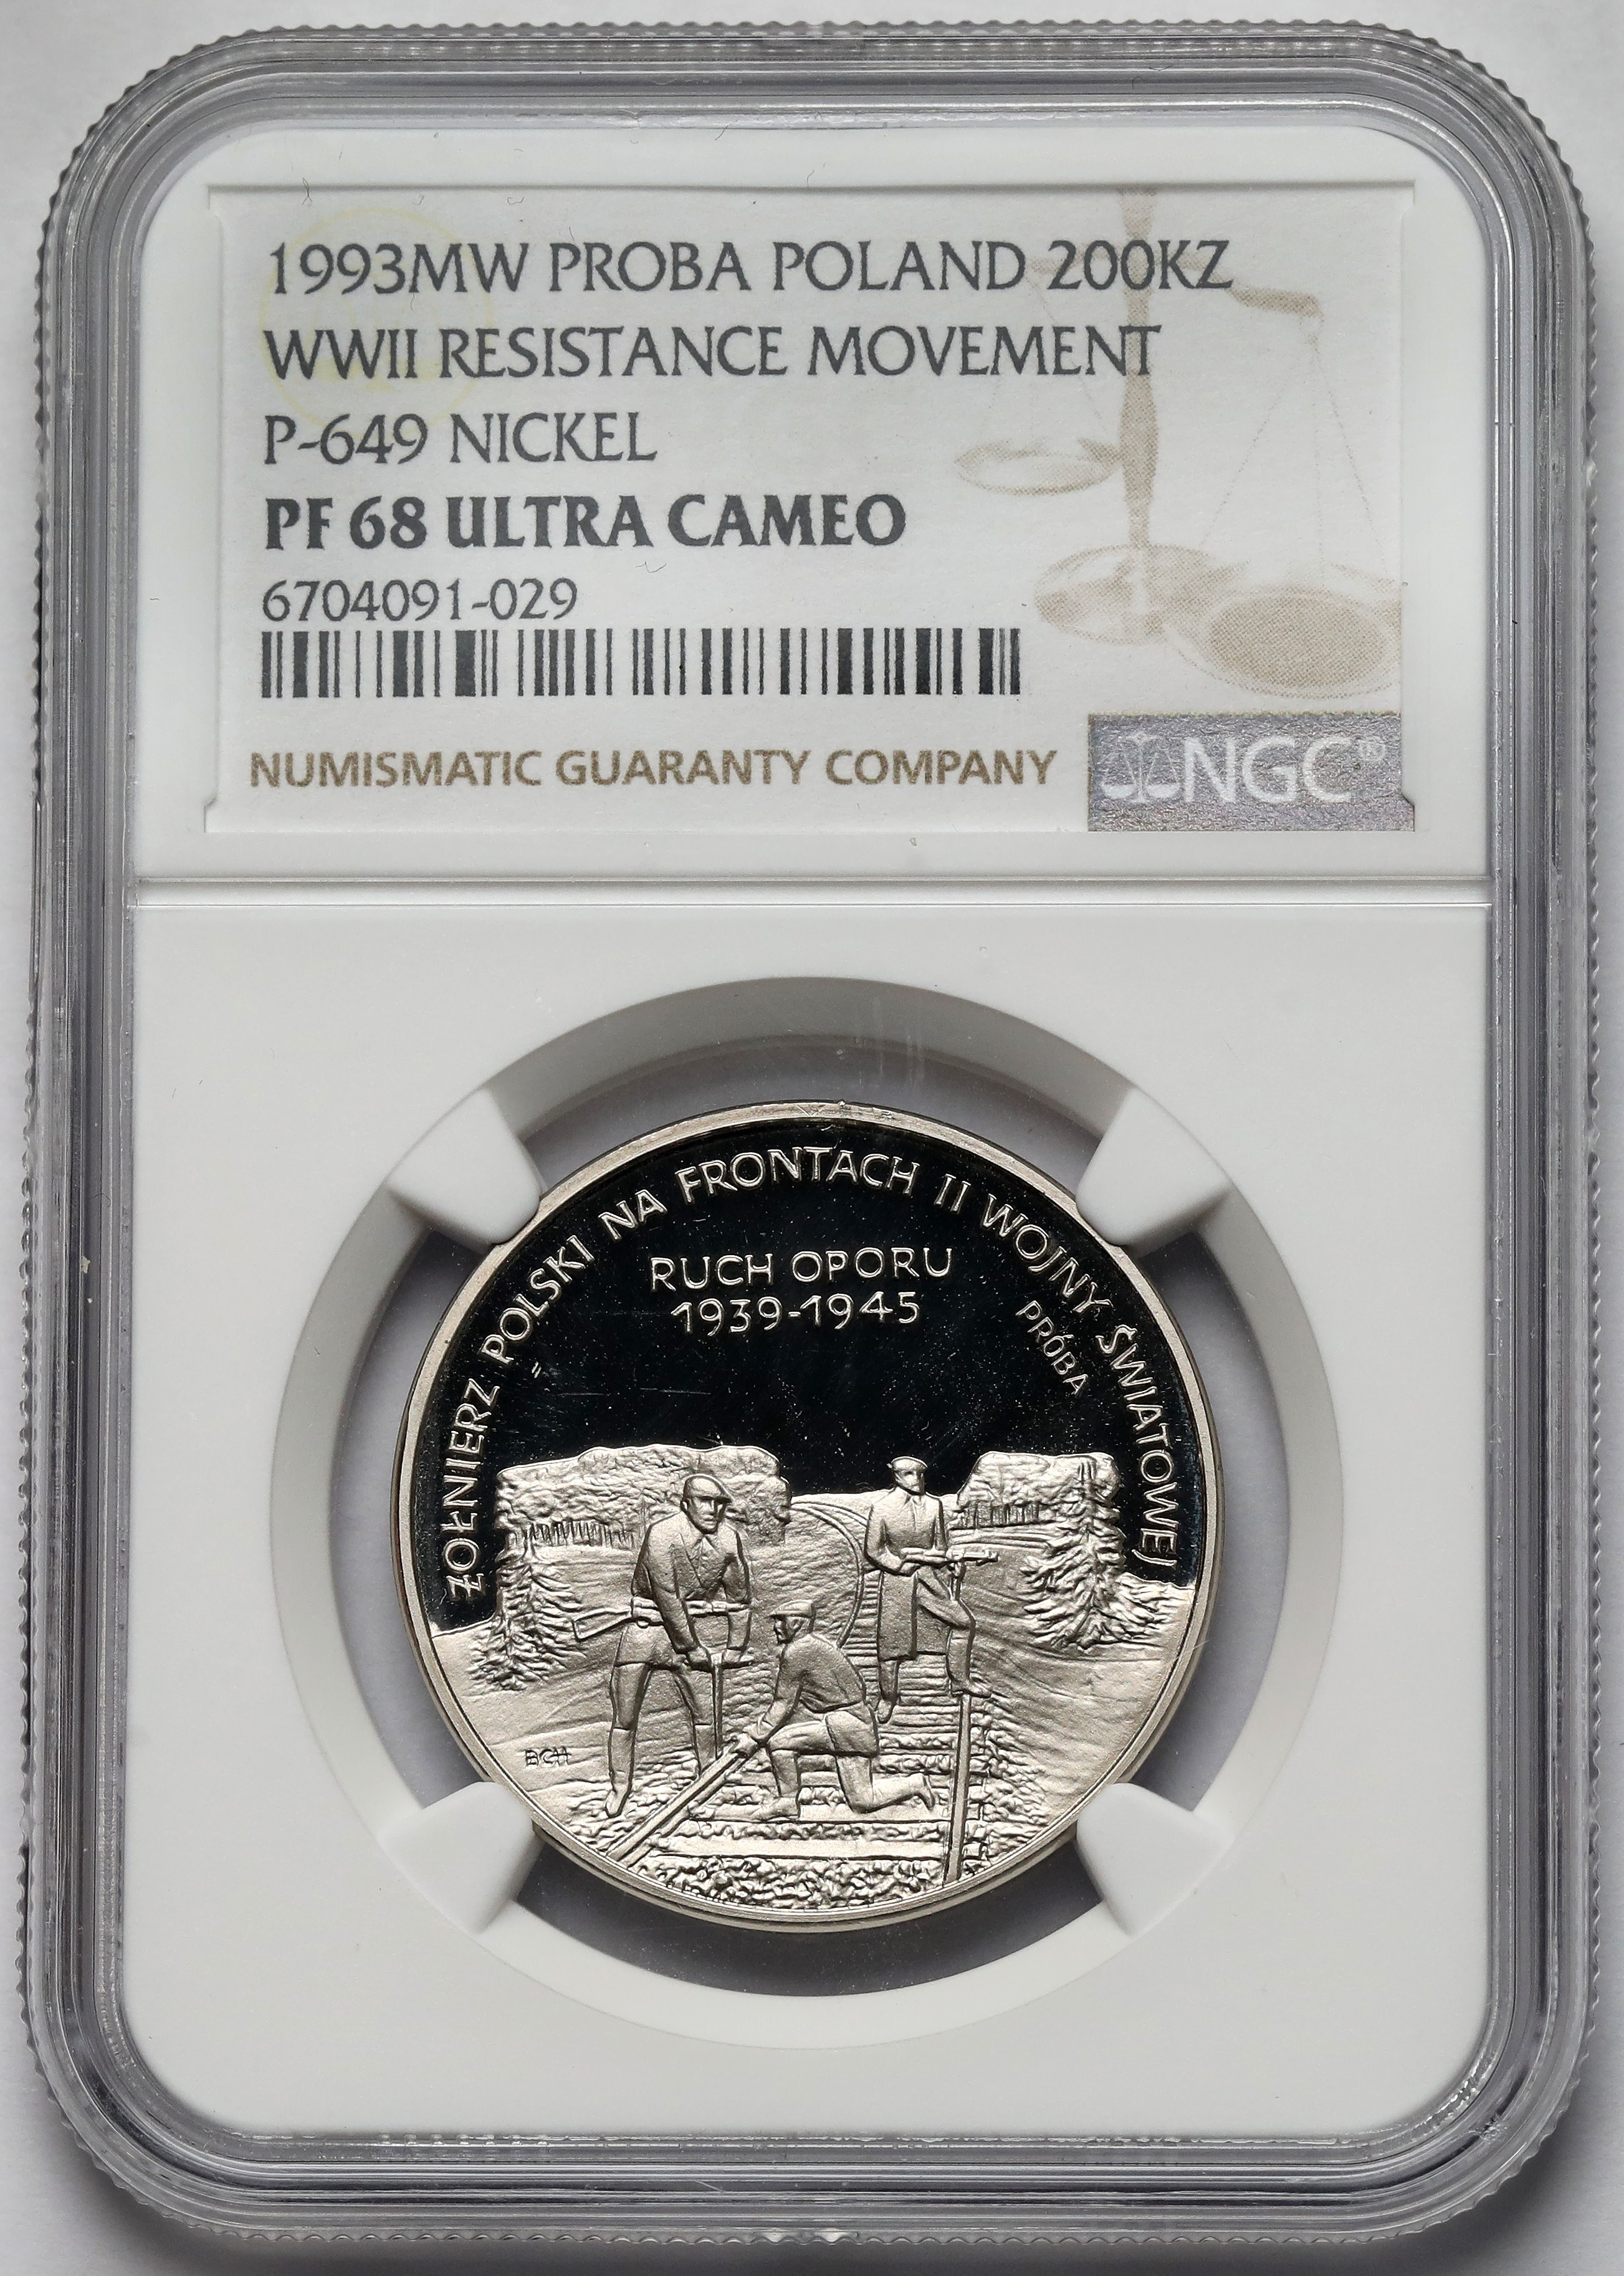 1993MW PROBA POLAND 200KZ
WWII RESISTANCE MOVEMENT
P-649 NICKEL
PF 68 ULTRA CAMEO
6704091-029
NUMISMATIC GUARANTY COMPANY
NGC®
ŻOŁNIERZ POLSKI NA FRONTACH II WOJNY ŚWIATOWEJ
RUCH OPORU
1939-1945
PRÓBA
BCH